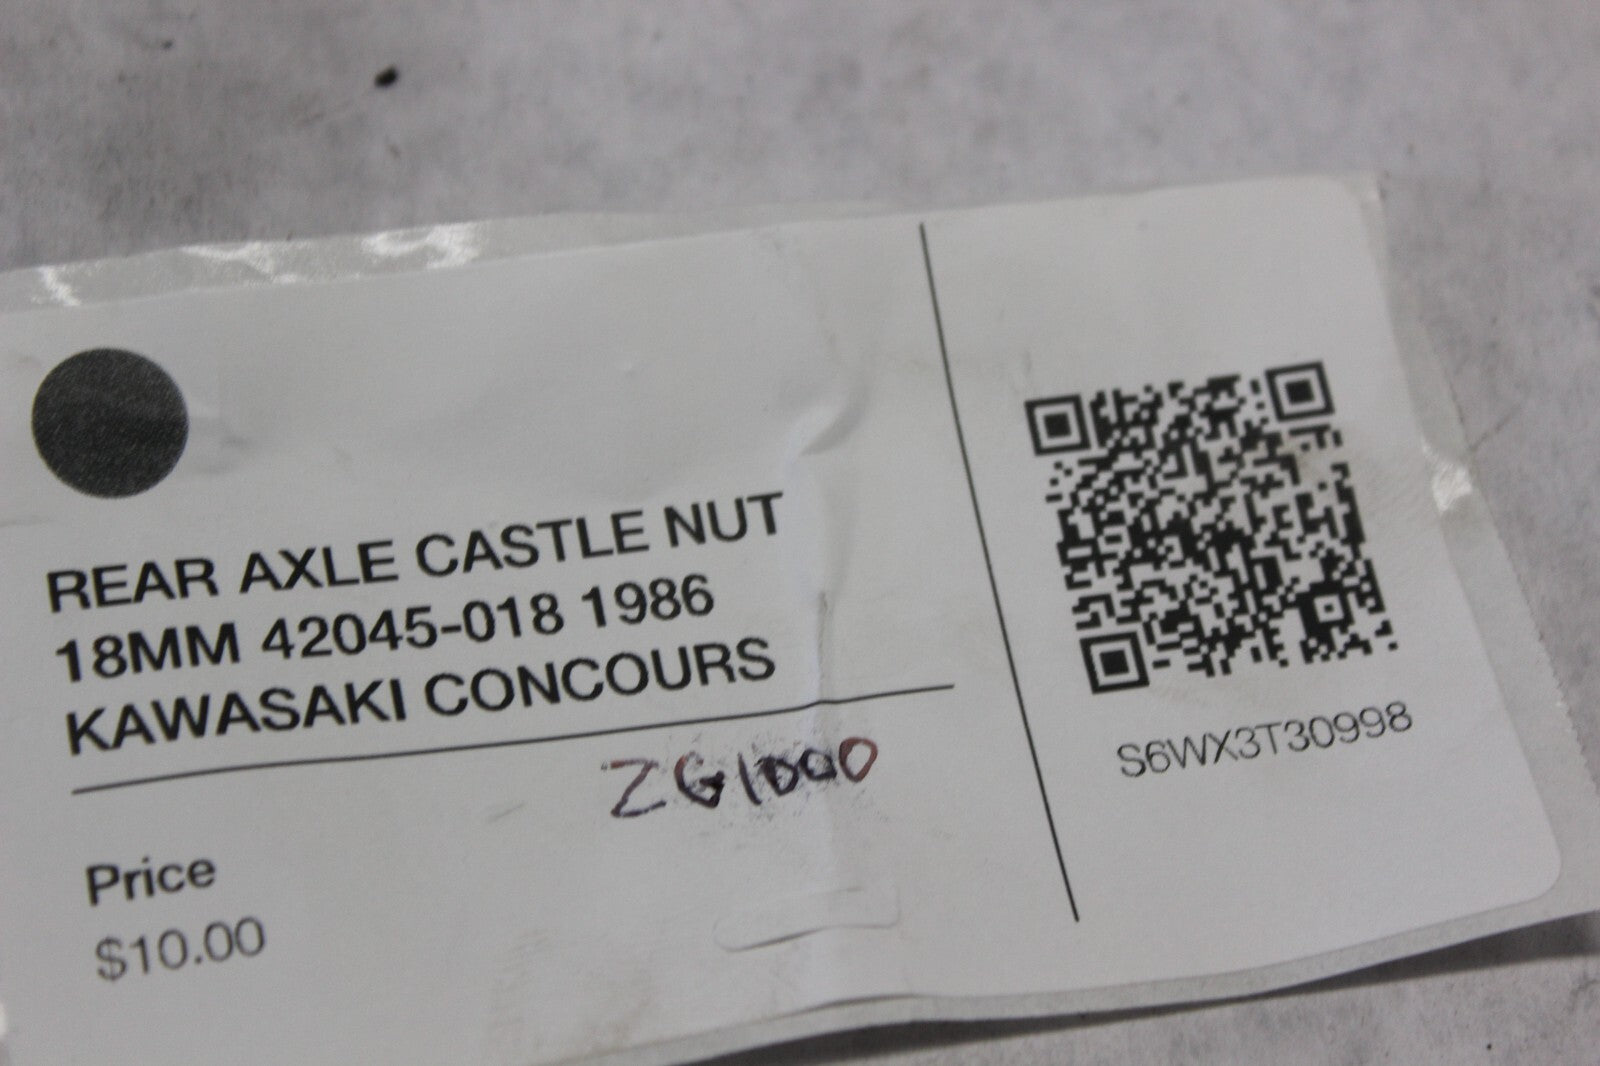 REAR AXLE CASTLE NUT
18MM 42045-018 1986
KAWASAKI CONCOURS
ZG1000
Price
$10.00
S6WX3T30998